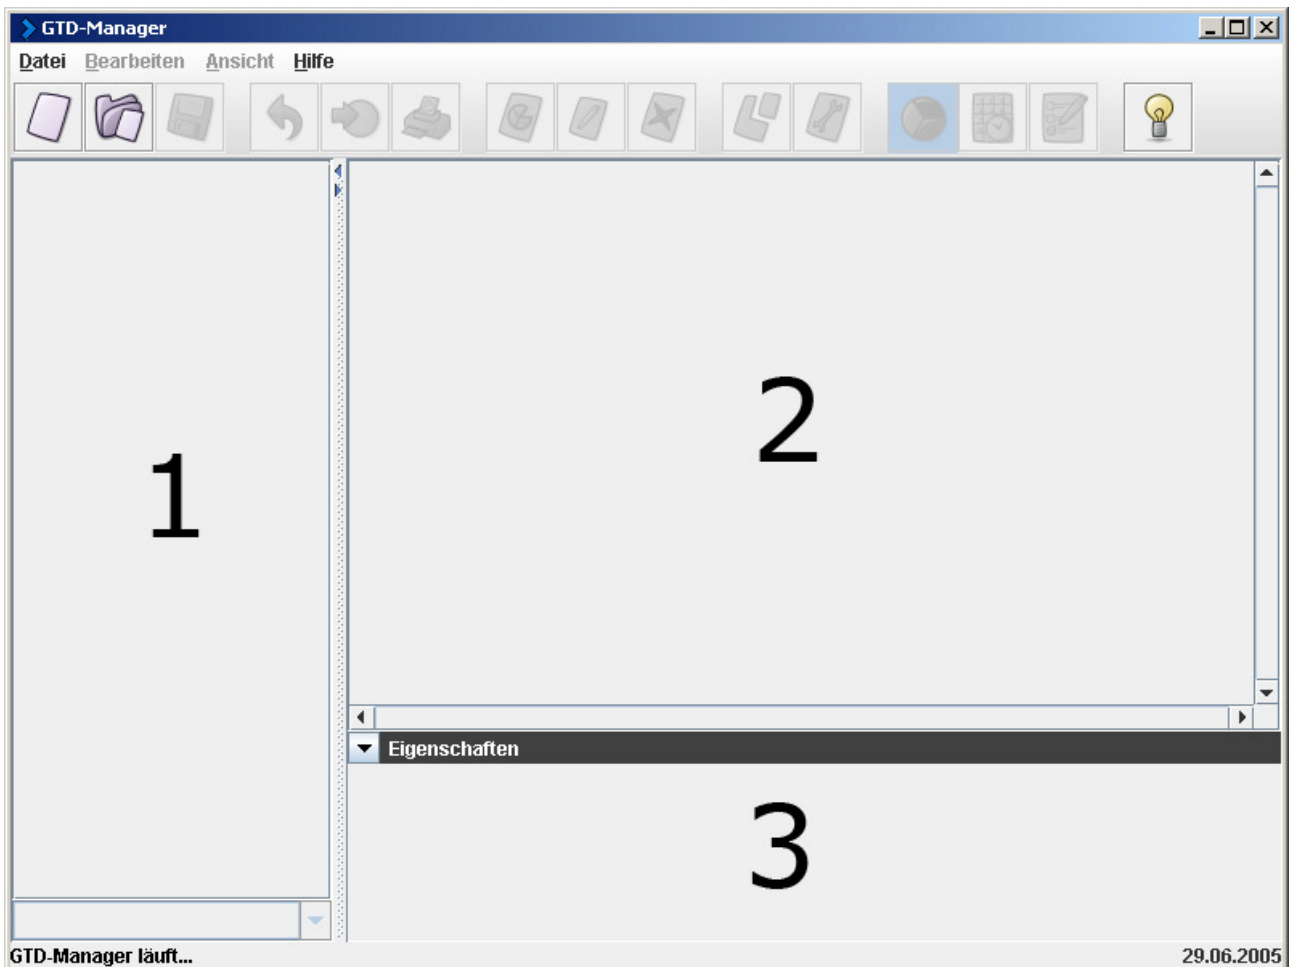 GTD-Manager
Datei Bearbeiten Ansicht Hilfe
1
2
Eigenschaften
3
GTD-Manager läuft... 29.06.2005